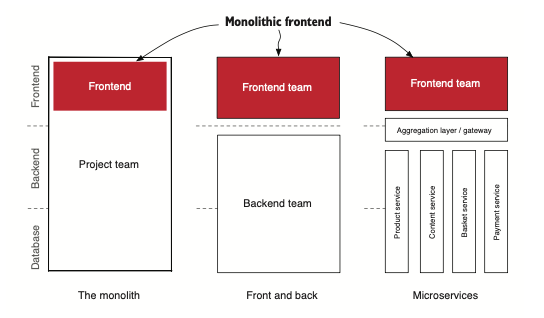 Monolithic frontend
Frontend
Backend
Database
Frontend
Project team
The monolith
Frontend team
Backend team
Front and back
Frontend team
Aggregation layer / gateway
Product service
Content service
Basket service
Payment service
Microservices